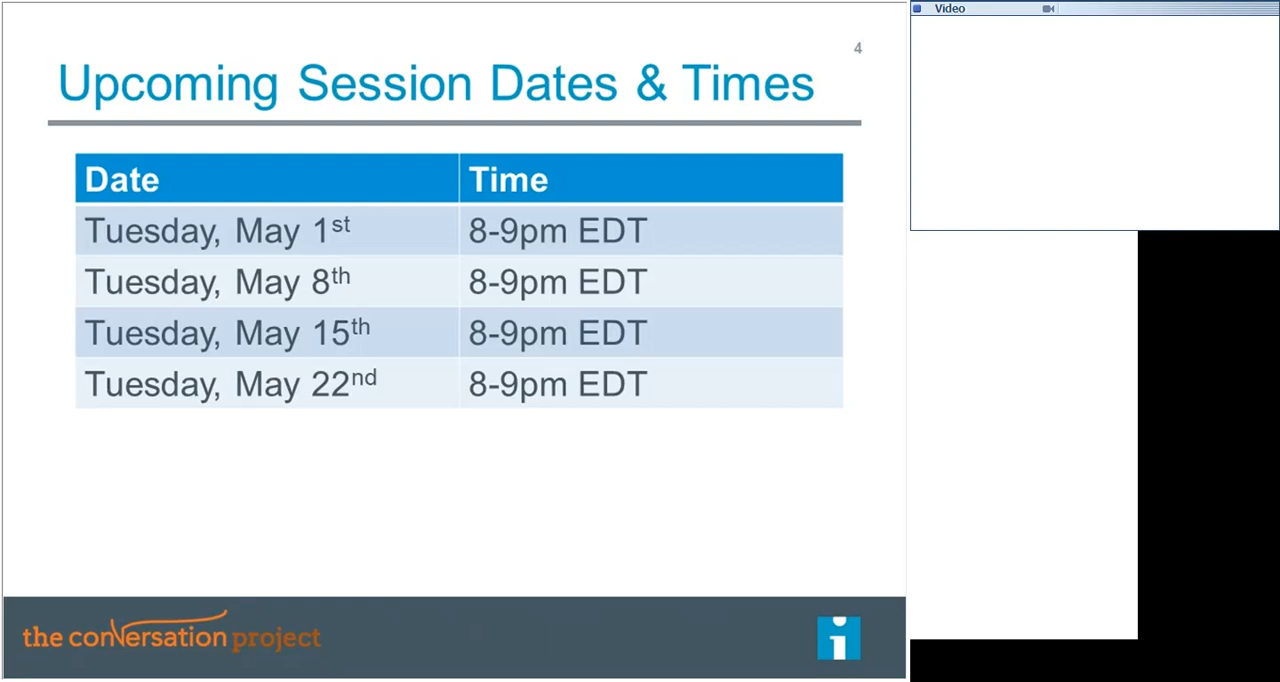 Video
4
Upcoming Session Dates & Times
Date Time
Tuesday, May 1st 8-9pm EDT
Tuesday, May 8th 8-9pm EDT
Tuesday, May 15th 8-9pm EDT
Tuesday, May 22nd 8-9pm EDT
the conversation project
i